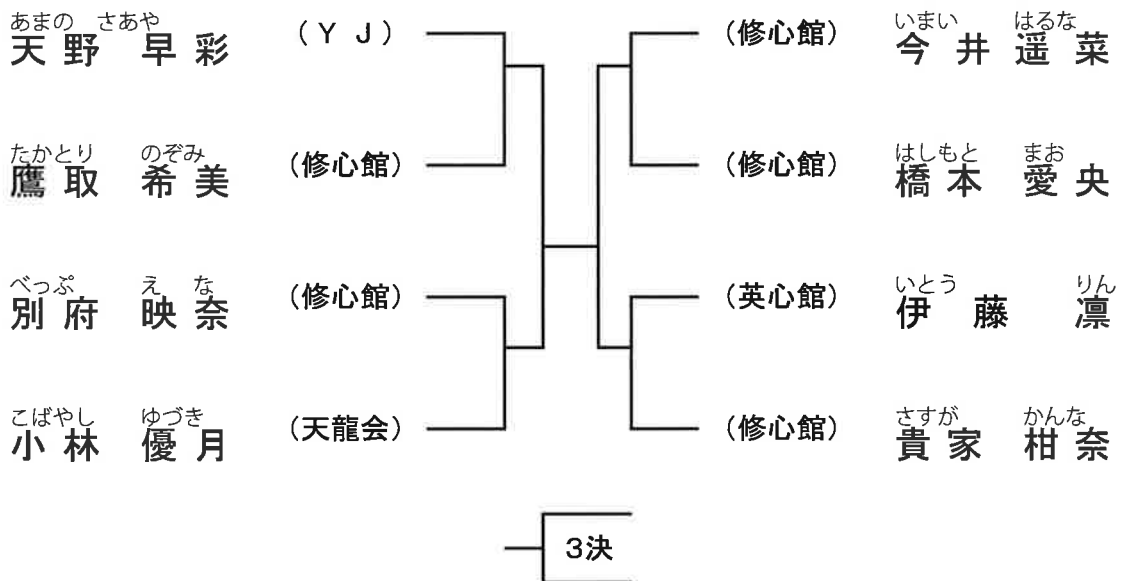 あまの さあや いまい はるな
天野 早彩 (YJ) (修心館) 今井 遥菜
たかとり のぞみ はしもと まお
鷹取 希美 (修心館) (修心館) 橋本 愛央
べっぷ えな いとう りん
別府 映奈 (修心館) (英心館) 伊藤 凛
こばやし ゆづき さすが かんな
小林 優月 (天龍会) (修心館) 貴家 柑奈
3決